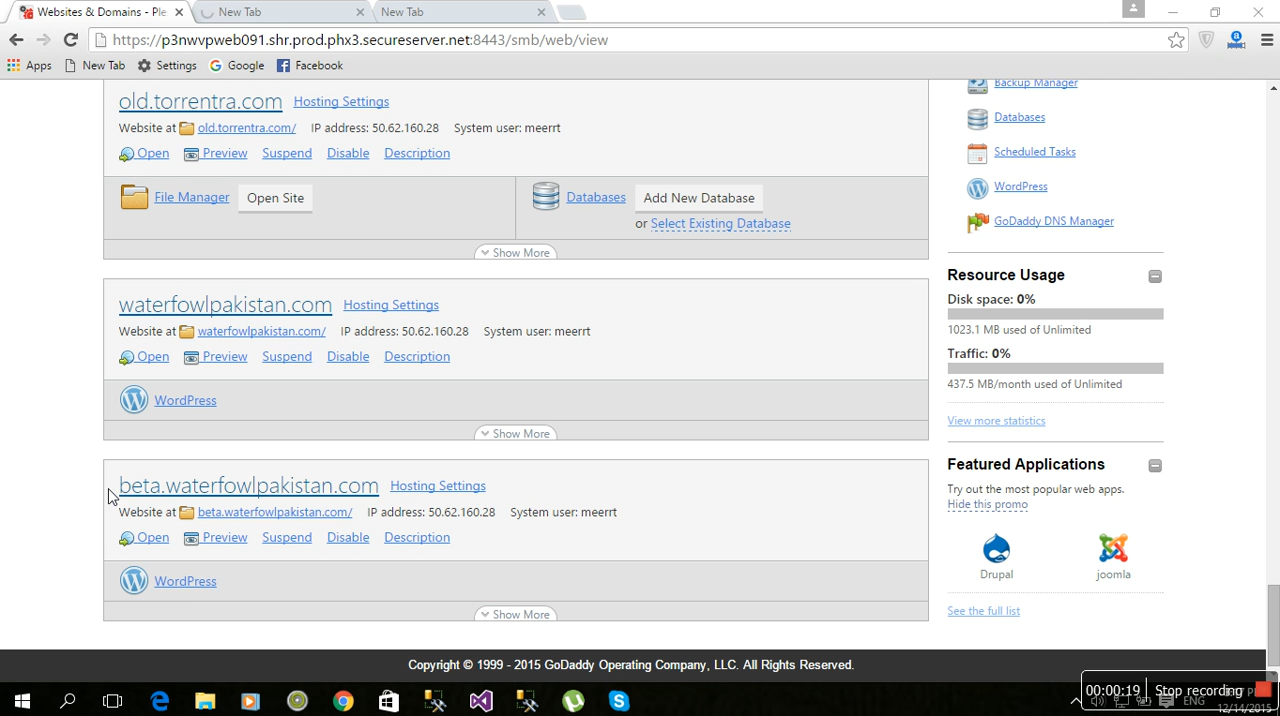 Websites & Domains - Ple
New Tab
New Tab
https://p3nwvpweb091.shr.prod.phx3.secureserver.net:8443/smb/web/view
Apps New Tab Settings Google Facebook
old.torrentra.com Hosting Settings
Website at old.torrentra.com/ IP address: 50.62.160.28 System user: meerrt
Open Preview Suspend Disable Description
File Manager Open Site Databases Add New Database
or Select Existing Database
Show More
waterfowlpakistan.com Hosting Settings
Website at waterfowlpakistan.com/ IP address: 50.62.160.28 System user: meerrt
Open Preview Suspend Disable Description
WordPress
Show More
beta.waterfowlpakistan.com Hosting Settings
Website at beta.waterfowlpakistan.com/ IP address: 50.62.160.28 System user: meerrt
Open Preview Suspend Disable Description
WordPress
Show More
Backup Manager
Databases
Scheduled Tasks
WordPress
GoDaddy DNS Manager
Resource Usage
Disk space: 0%
1023.1 MB used of Unlimited
Traffic: 0%
437.5 MB/month used of Unlimited
View more statistics
Featured Applications
Try out the most popular web apps.
Hide this promo
Drupal joomla
See the full list
Copyright © 1999 - 2015 GoDaddy Operating Company, LLC. All Rights Reserved.
00:00:19 Stop recording
ENG
12/14/2015